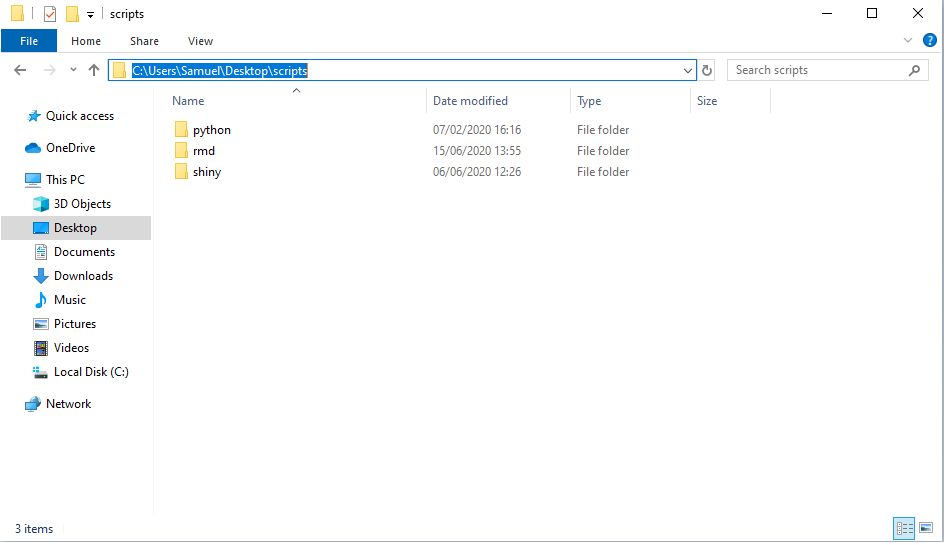 scripts
File Home Share View
C:\Users\Samuel\Desktop\scripts Search scripts
Name Date modified Type Size
python 07/02/2020 16:16 File folder
rmd 15/06/2020 13:55 File folder
shiny 06/06/2020 12:26 File folder
Quick access
OneDrive
This PC
3D Objects
Desktop
Documents
Downloads
Music
Pictures
Videos
Local Disk (C:)
Network
3 items